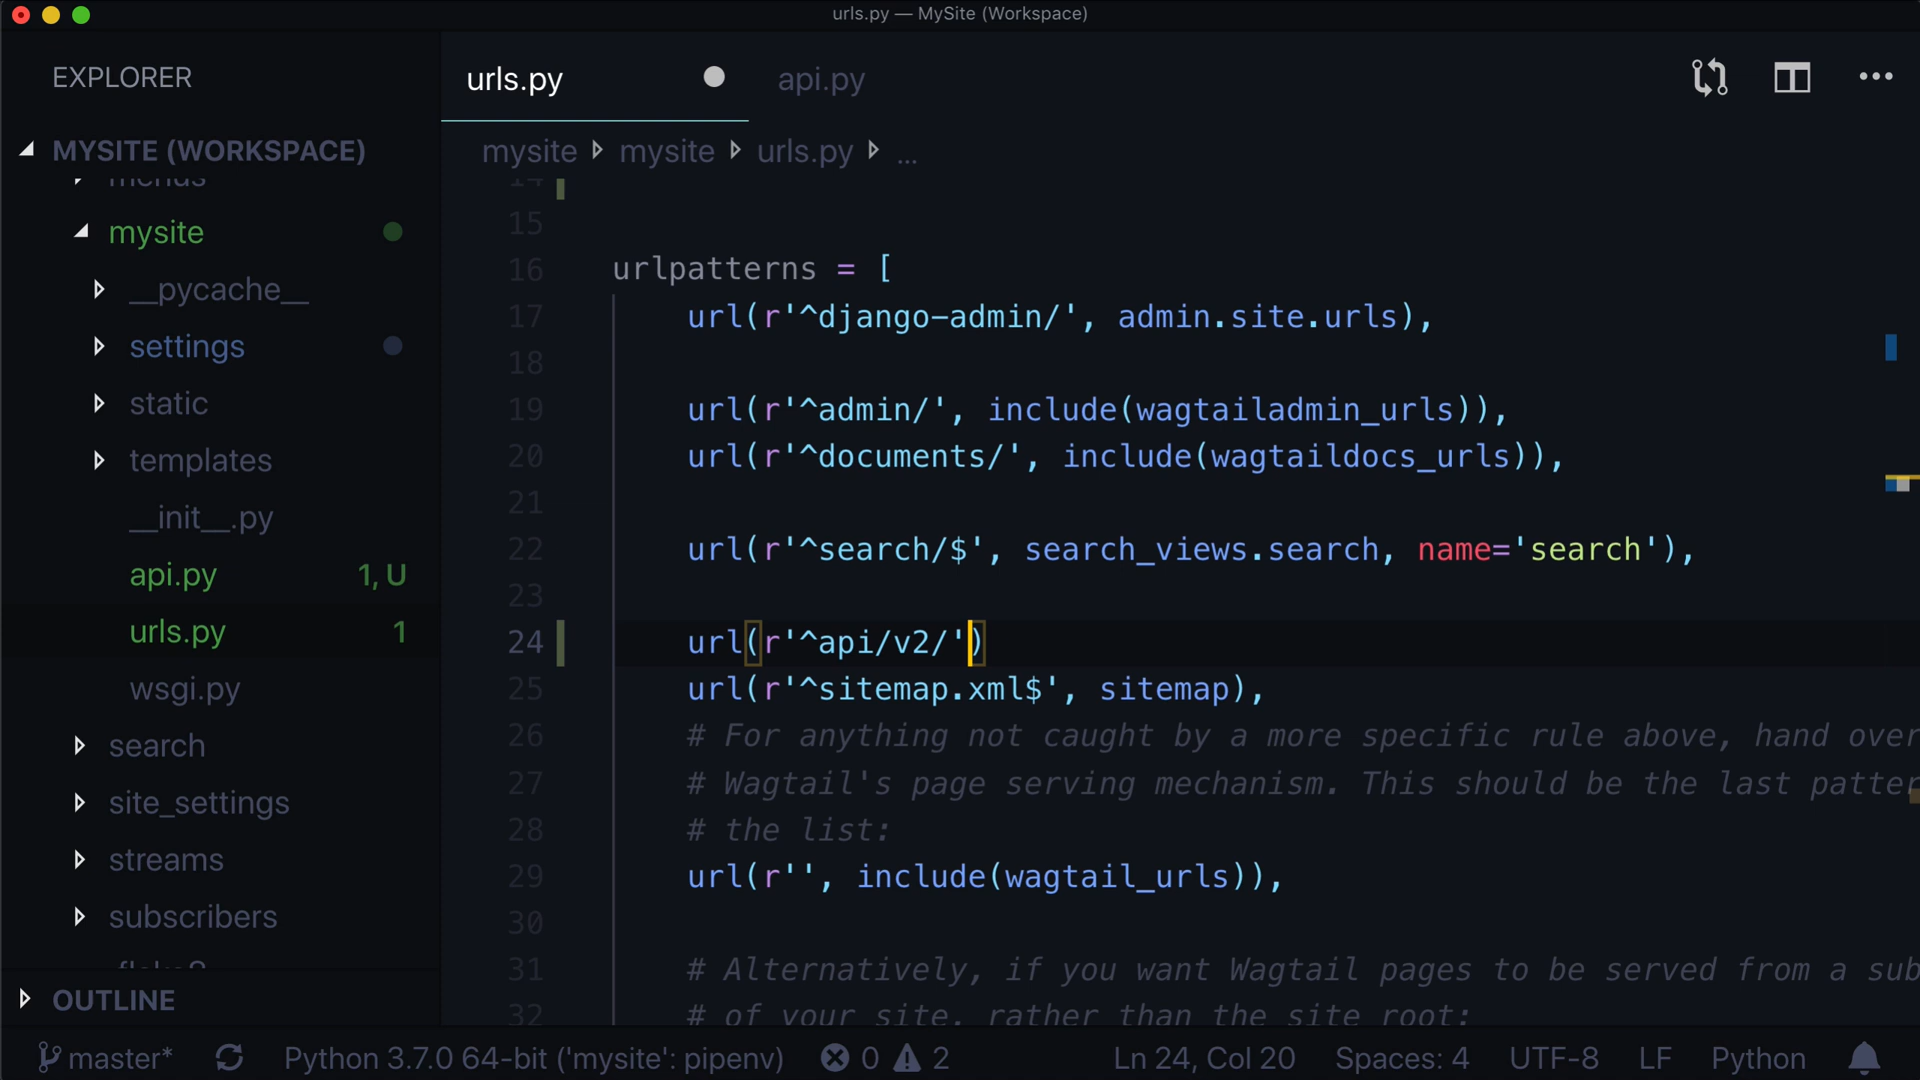 urls.py — MySite (Workspace)
EXPLORER
urls.py
api.py
MYSITE (WORKSPACE)
mysite mysite urls.py ...
menus
mysite
__pycache__
settings
static
templates
__init__.py
api.py 1, U
urls.py 1
wsgi.py
search
site_settings
streams
subscribers
OUTLINE
14
15
16 urlpatterns = [
17 url(r'^django-admin/', admin.site.urls),
18
19 url(r'^admin/', include(wagtailadmin_urls)),
20 url(r'^documents/', include(wagtaildocs_urls)),
21
22 url(r'^search/$', search_views.search, name='search'),
23
24 url(r'^api/v2/')
25 url(r'^sitemap.xml$', sitemap),
26 # For anything not caught by a more specific rule above, hand over
27 # Wagtail's page serving mechanism. This should be the last patter
28 # the list:
29 url(r'', include(wagtail_urls)),
30
31 # Alternatively, if you want Wagtail pages to be served from a sub
32 # of your site, rather than the site root:
master* Python 3.7.0 64-bit ('mysite': pipenv) 0 2 Ln 24, Col 20 Spaces: 4 UTF-8 LF Python